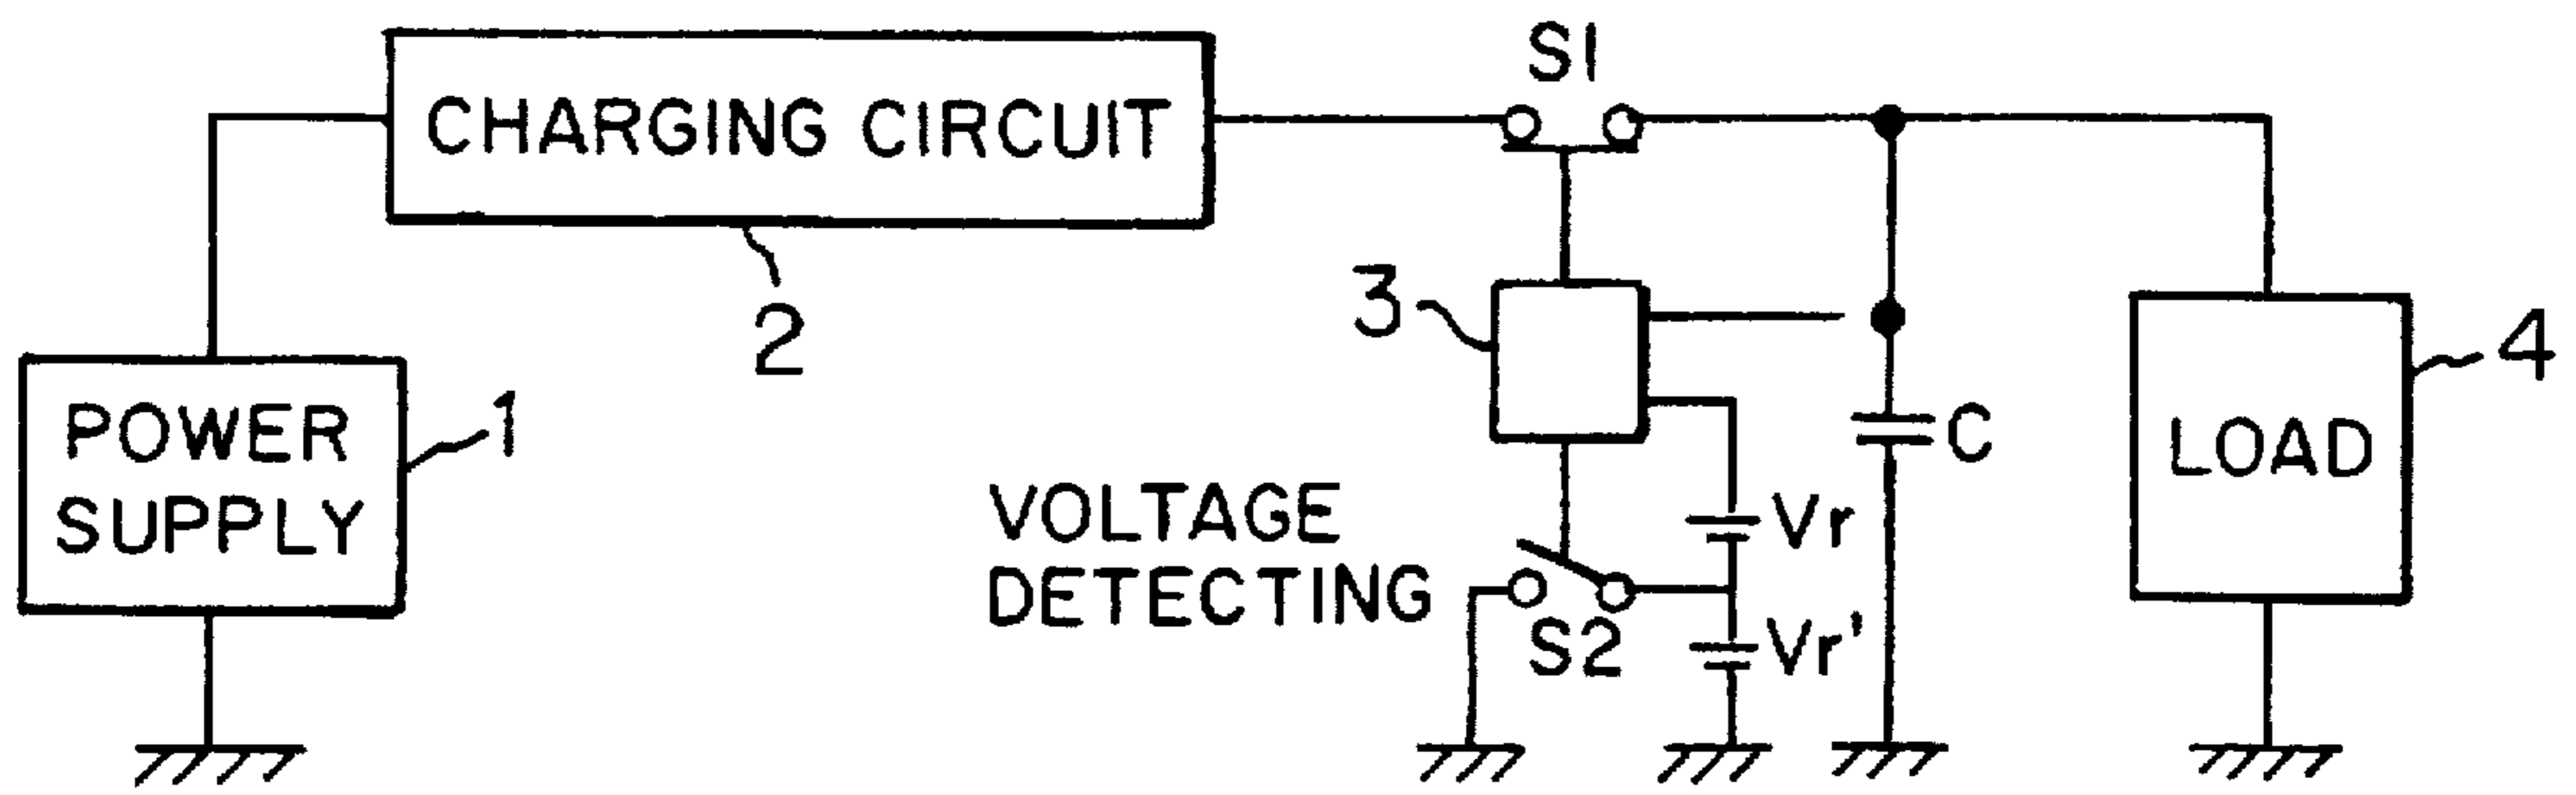 S1
CHARGING CIRCUIT
2
3
4
POWER
SUPPLY
1
C
LOAD
VOLTAGE
DETECTING
Vr
S2
Vr'